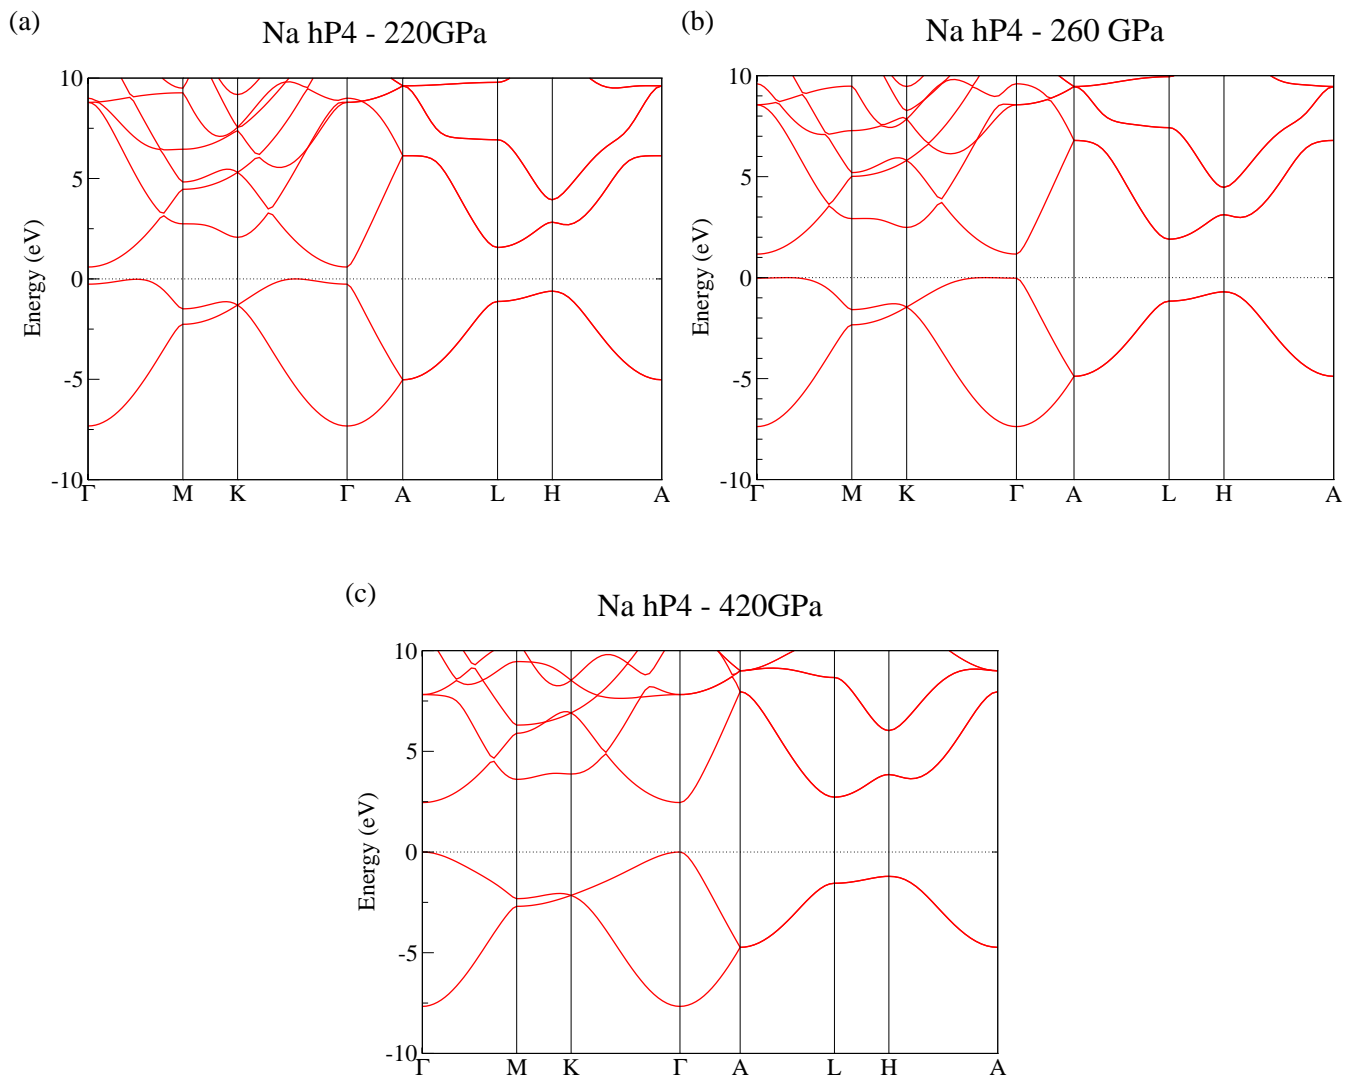 (a)
Na hP4 - 220GPa
10
5
0
-5
-10
Energy (eV)
Γ M K Γ A L H A
(b)
Na hP4 - 260 GPa
10
5
0
-5
-10
Energy (eV)
Γ M K Γ A L H A
(c)
Na hP4 - 420GPa
10
5
0
-5
-10
Energy (eV)
Γ M K Γ A L H A